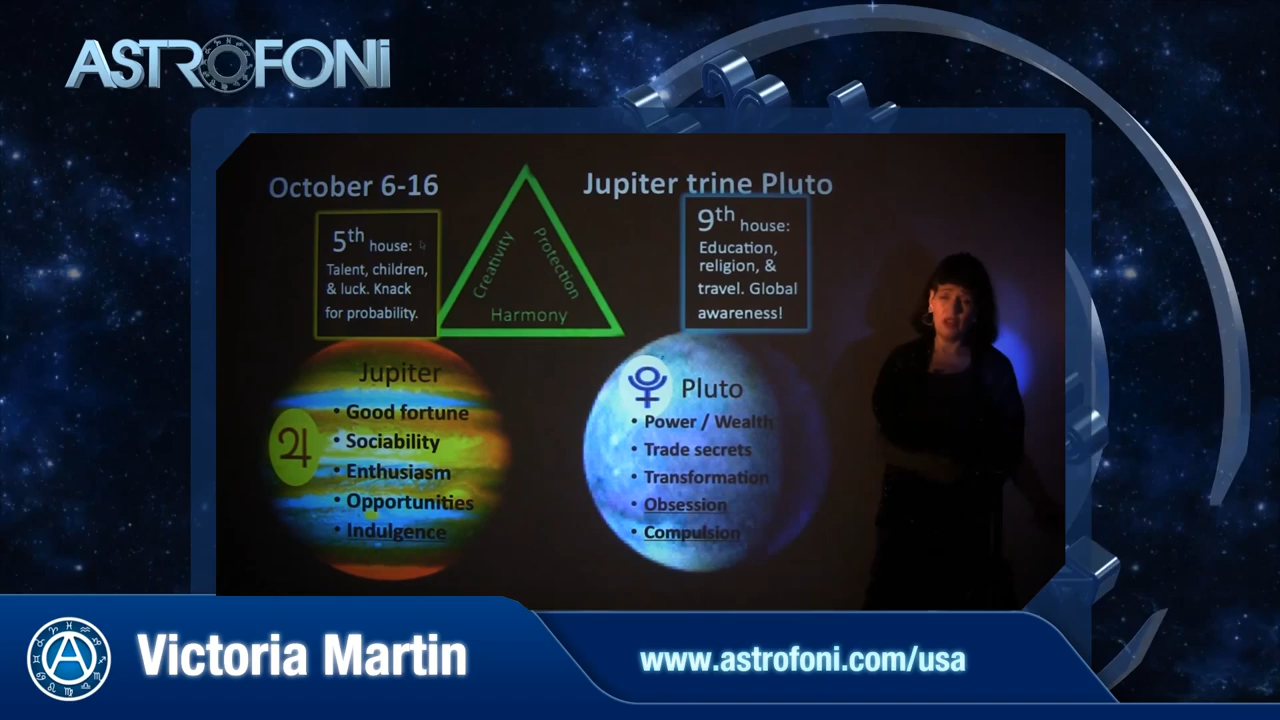 ASTROFONi
October 6-16
Jupiter trine Pluto
5th house:
Talent, children,
& luck. Knack
for probability.
Creativity
Protection
Harmony
9th house:
Education,
religion, &
travel. Global
awareness!
Jupiter
• Good fortune
• Sociability
• Enthusiasm
• Opportunities
• Indulgence
Pluto
• Power / Wealth
• Trade secrets
• Transformation
• Obsession
• Compulsion
Victoria Martin
www.astrofoni.com/usa